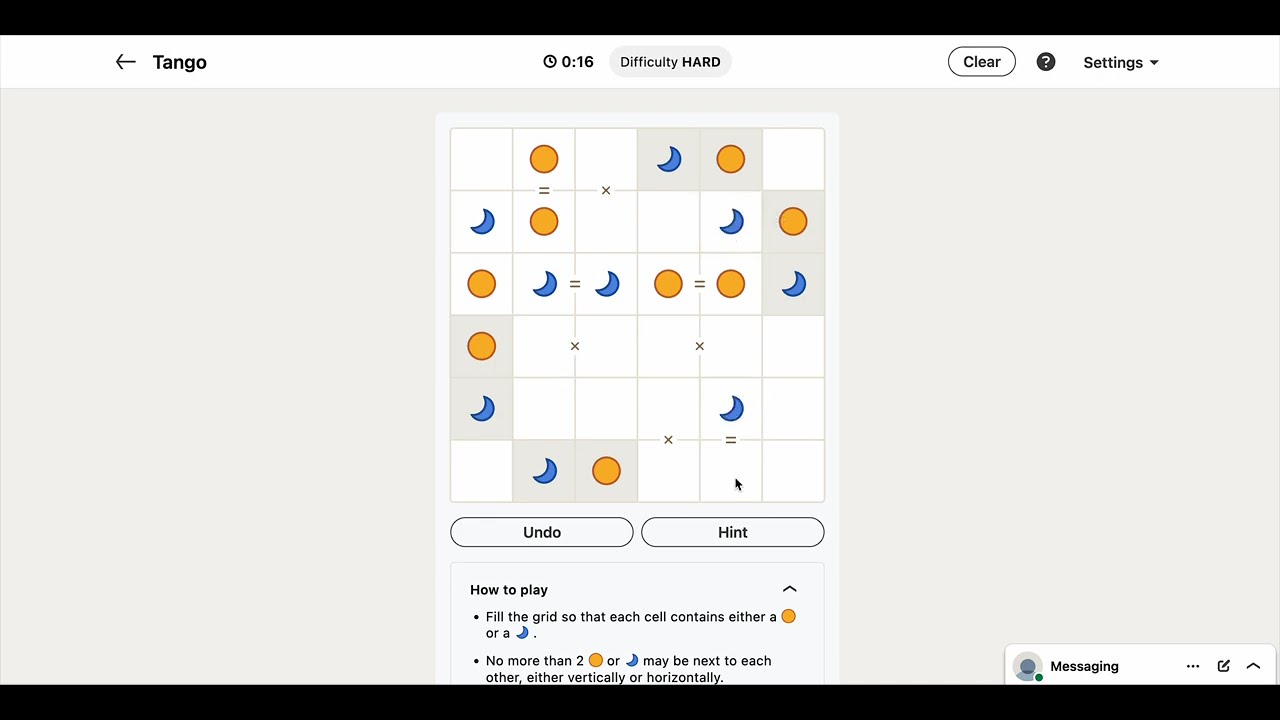 Tango
0:16
Difficulty HARD
Clear
?
Settings
= ×
= =
× ×
× =
Undo
Hint
How to play
• Fill the grid so that each cell contains either a
or a .
• No more than 2 or may be next to each
other, either vertically or horizontally.
Messaging